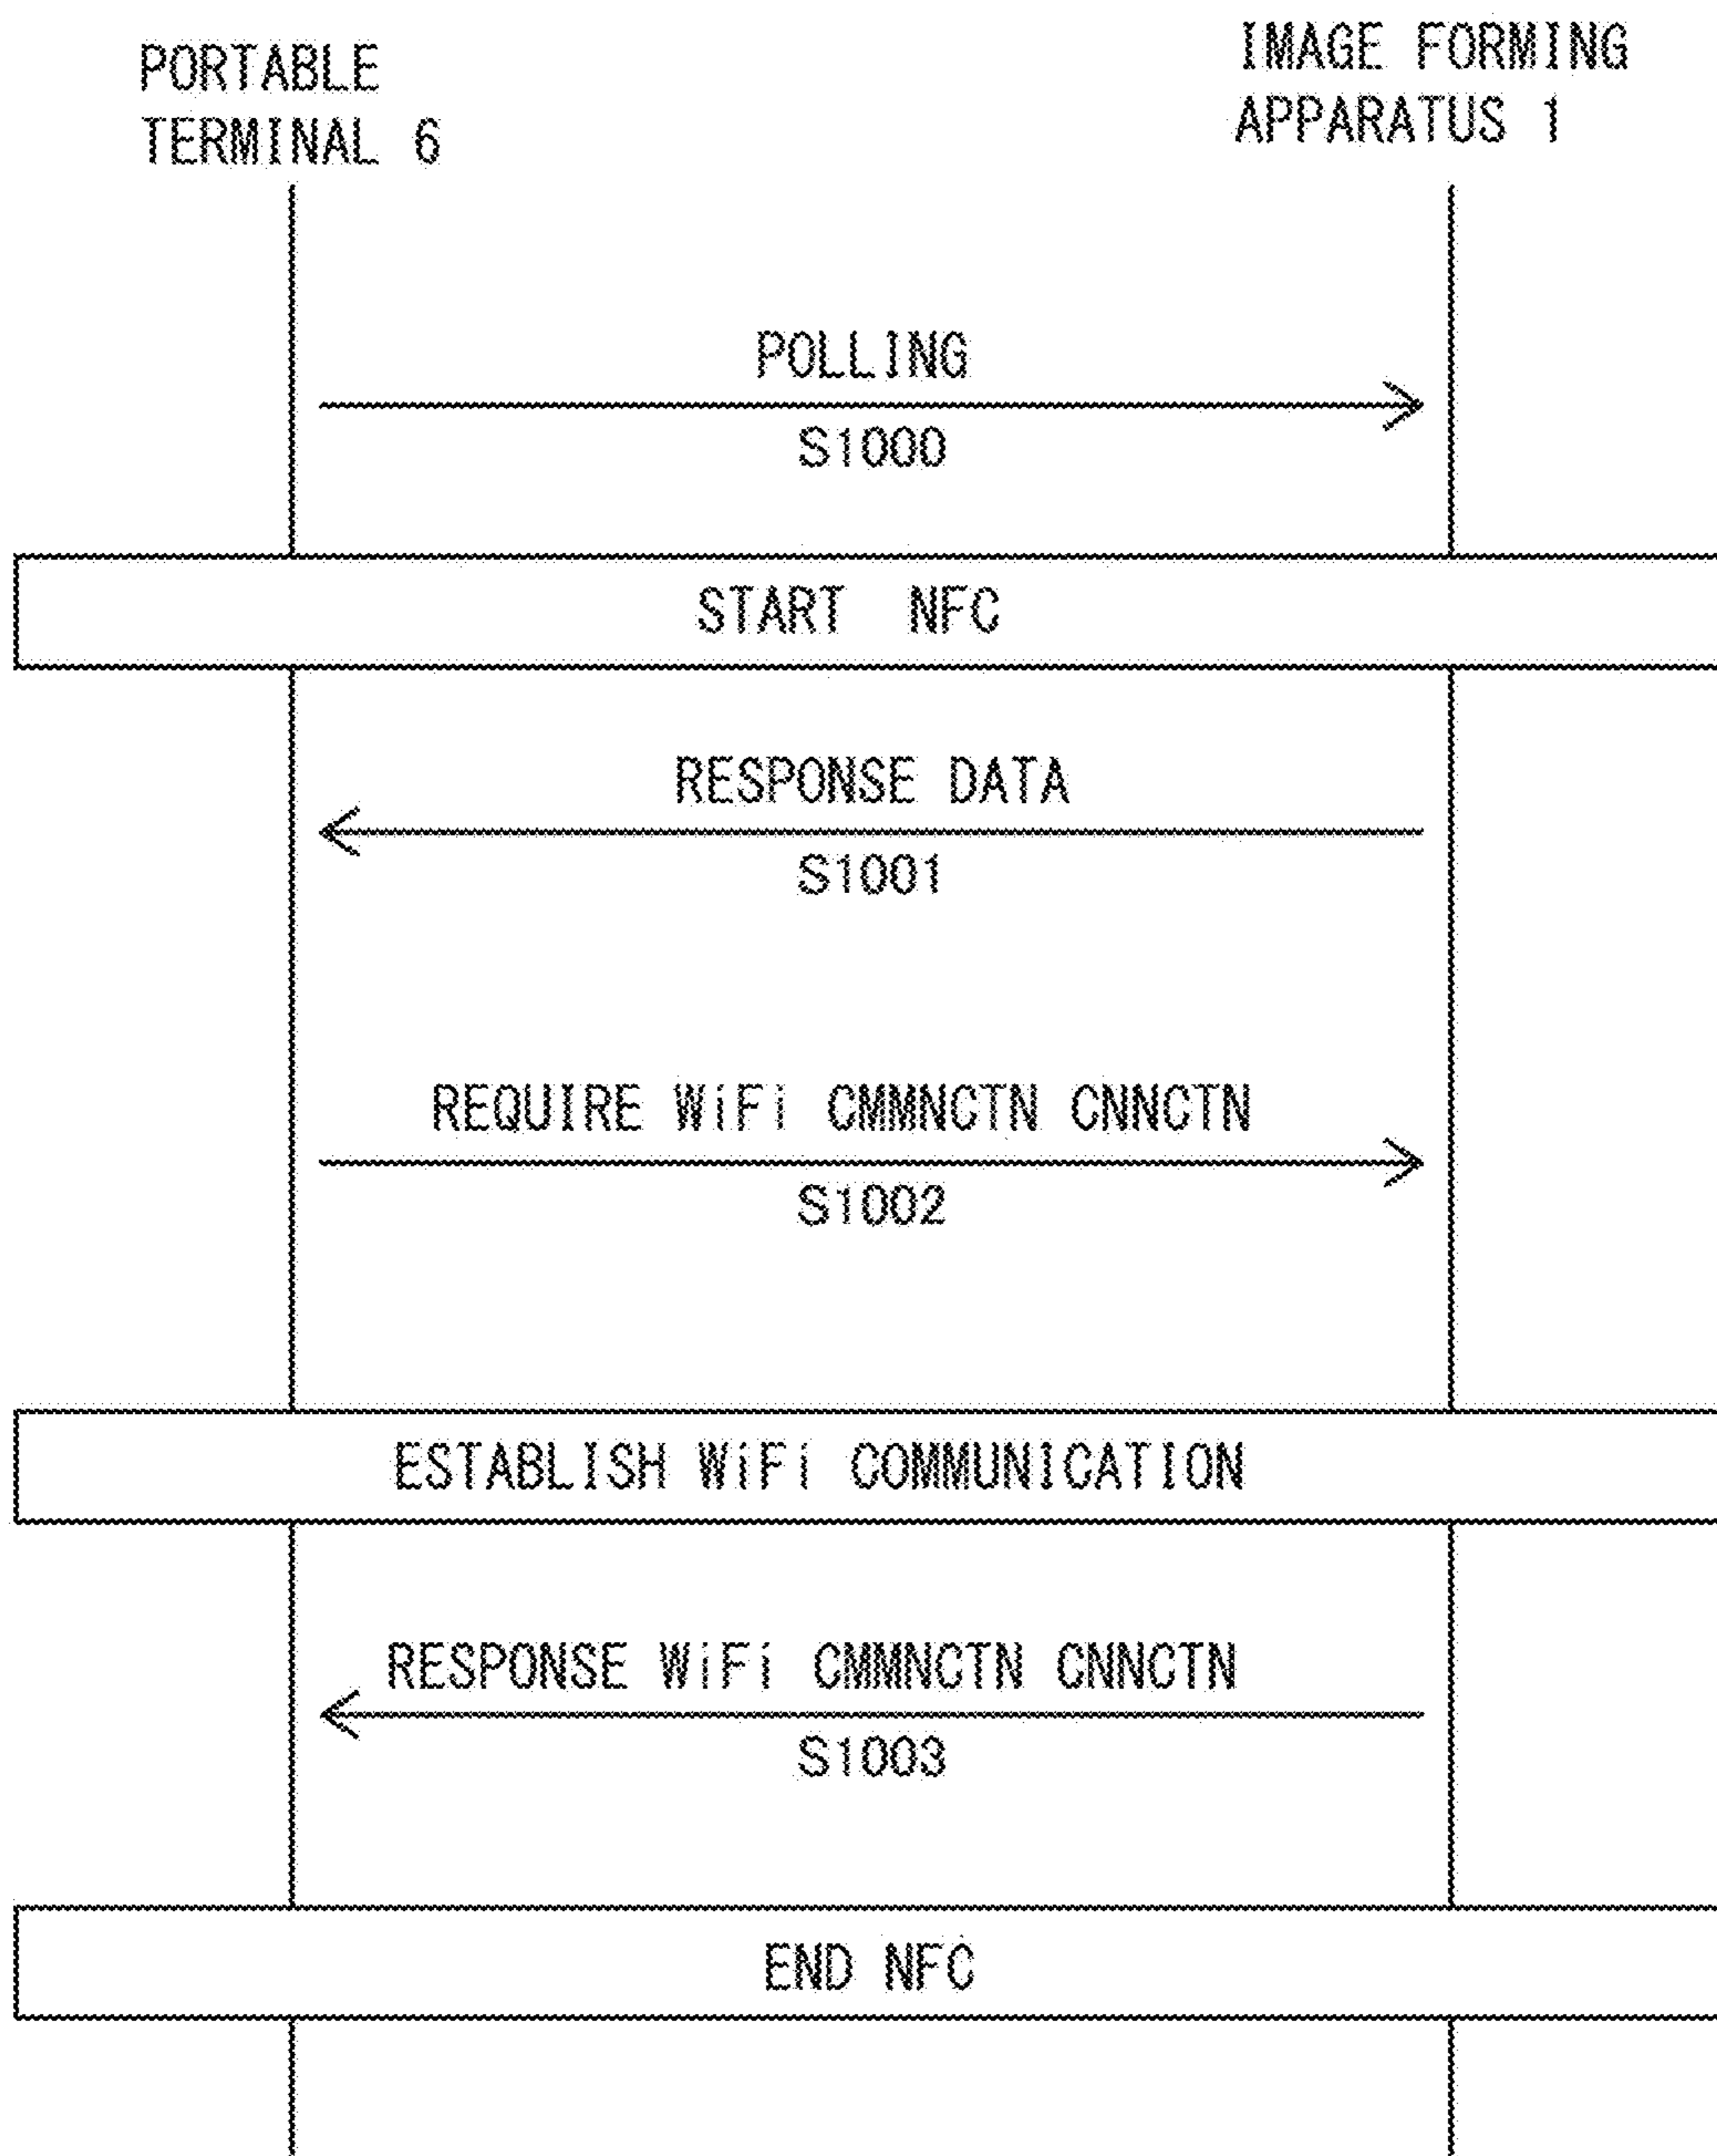 PORTABLE
TERMINAL 6
IMAGE FORMING
APPARATUS 1
POLLING
S1000
START NFC
RESPONSE DATA
S1001
REQUIRE WiFi CMMNCTN CNNCTN
S1002
ESTABLISH WiFi COMMUNICATION
RESPONSE WiFi CMMNCTN CNNCTN
S1003
END NFC